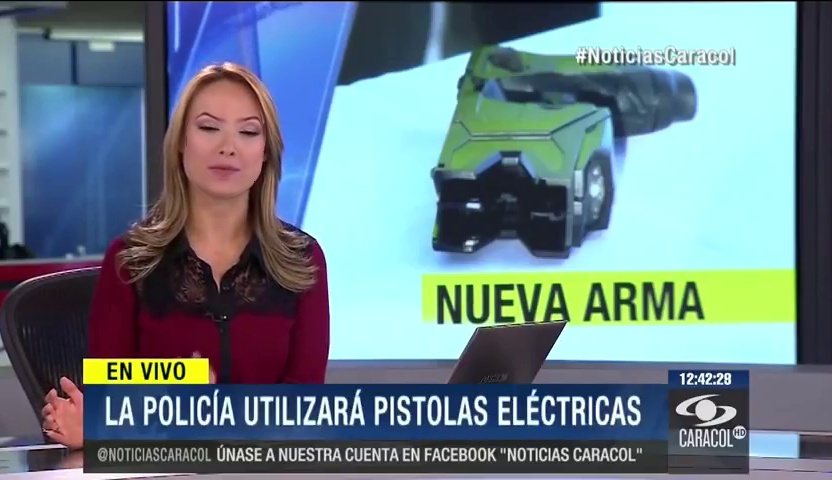 #NoticiasCaracol
NUEVA ARMA
EN VIVO
12:42:28
LA POLICÍA UTILIZARÁ PISTOLAS ELÉCTRICAS
CARACOL HD
@NOTICIASCARACOL ÚNASE A NUESTRA CUENTA EN FACEBOOK "NOTICIAS CARACOL"